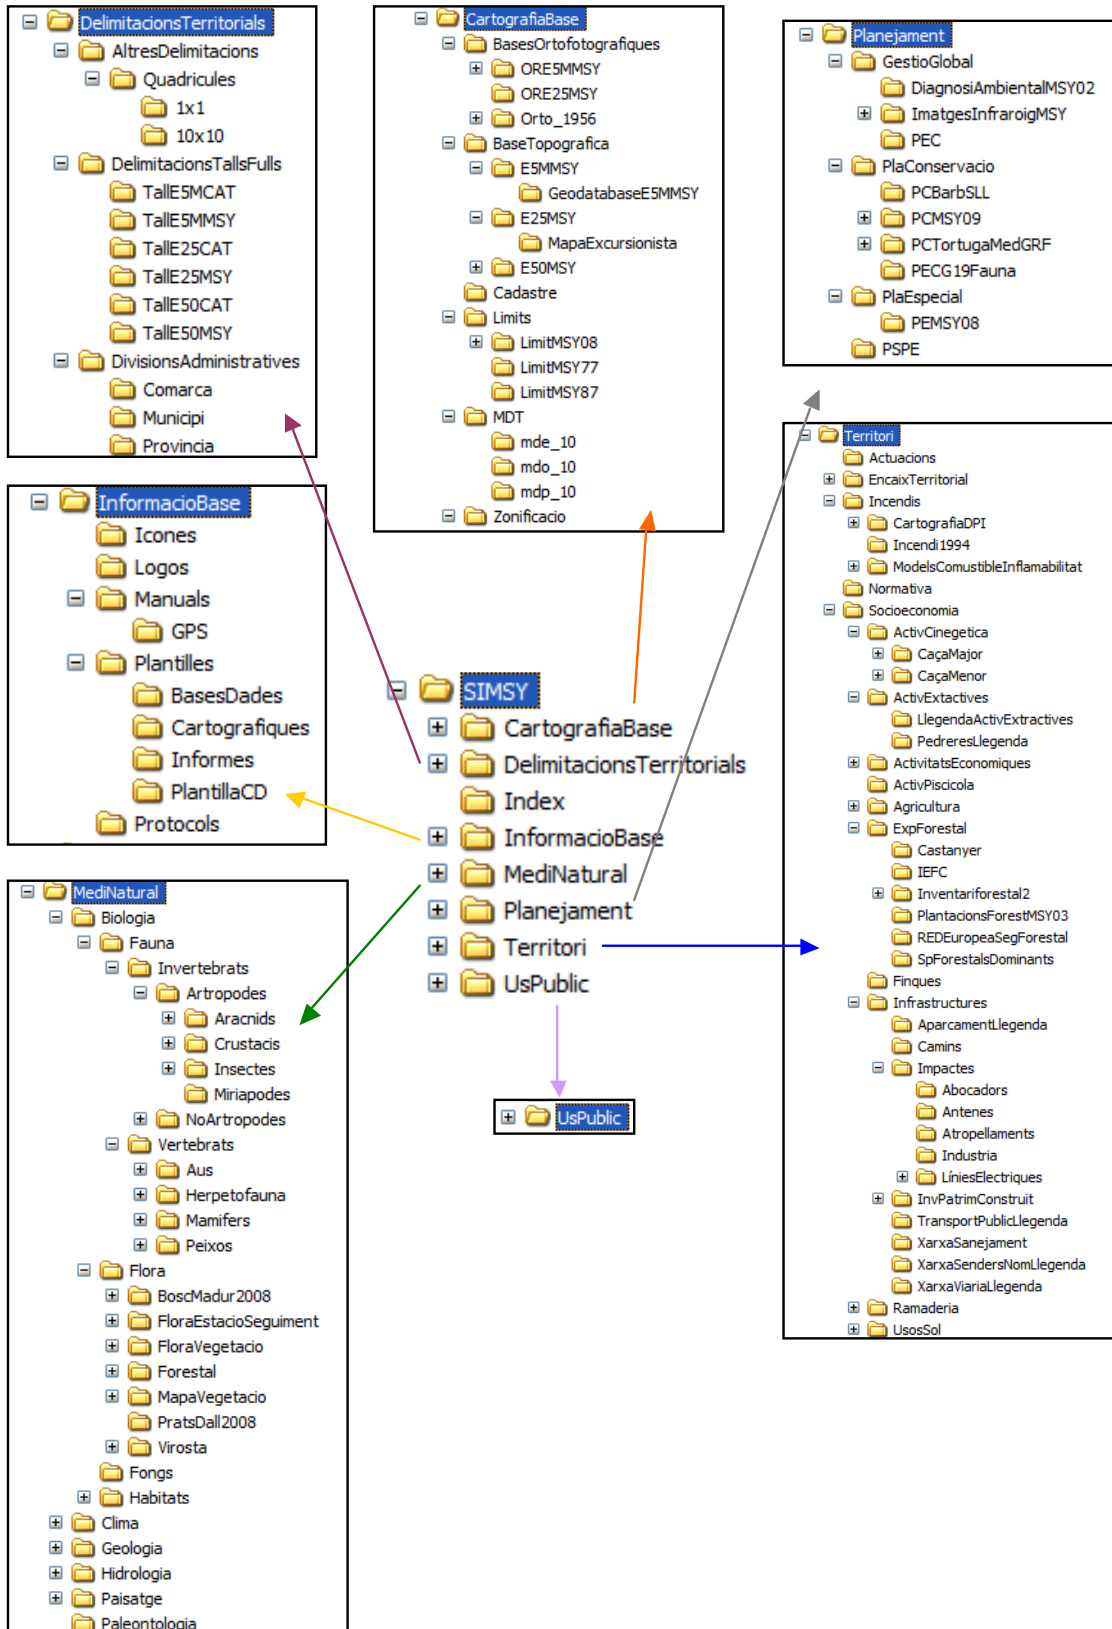 DelimitacionsTerritorials
AltresDelimitacions
Quadricules
1x1
10x10
DelimitacionsTallsFulls
TallE5MCAT
TallE5MMSY
TallE25CAT
TallE25MSY
TallE50CAT
TallE50MSY
DivisionsAdministratives
Comarca
Municipi
Provincia
CartografiaBase
BasesOrtofotografiques
ORE5MMSY
ORE25MSY
Orto_1956
BaseTopografica
E5MMSY
GeodatabaseE5MMSY
E25MSY
MapaExcursionista
E50MSY
Cadastre
Limits
LimitMSY08
LimitMSY77
LimitMSY87
MDT
mde_10
mdo_10
mdp_10
Zonificacio
Planejament
GestioGlobal
DiagnosiAmbientalMSY02
ImatgesInfraroigMSY
PEC
PlaConservacio
PCBarbSLL
PCMSY09
PCTortugaMedGRF
PECG19Fauna
PlaEspecial
PEMSY08
PSPE
InformacioBase
Icones
Logos
Manuals
GPS
Plantilles
BasesDades
Cartografiques
Informes
PlantillaCD
Protocols
SIMSY
CartografiaBase
DelimitacionsTerritorials
Index
InformacioBase
MediNatural
Planejament
Territori
UsPublic
Territori
Actuacions
EncaixTerritorial
Incendis
CartografiaDPI
Incendi1994
ModelsComustibleInflamabilitat
Normativa
Socioeconomia
ActivCinegetica
CaçaMajor
CaçaMenor
ActivExtactives
LlegendaActivExtractives
PedreresLlegenda
ActivitatsEconomiques
ActivPiscicola
Agricultura
ExpForestal
Castanyer
IEFC
Inventariforestal2
PlantacionsForestMSY03
REDEuropeaSegForestal
SpForestalsDominants
Finques
Infrastructures
AparcamentLlegenda
Camins
Impactes
Abocadors
Antenes
Atropellaments
Industria
LíniesElectriques
InvPatrimConstruit
TransportPublicLlegenda
XarxaSanejament
XarxaSendersNomLlegenda
XarxaViariaLlegenda
Ramaderia
UsosSol
MediNatural
Biologia
Fauna
Invertebrats
Artropodes
Aracnids
Crustacis
Insectes
Miriapodes
NoArtropodes
Vertebrats
Aus
Herpetofauna
Mamifers
Peixos
Flora
BoscMadur2008
FloraEstacioSeguiment
FloraVegetacio
Forestal
MapaVegetacio
PratsDall2008
Virosta
Fongs
Habitats
Clima
Geologia
Hidrologia
Paisatge
Paleontologia
UsPublic